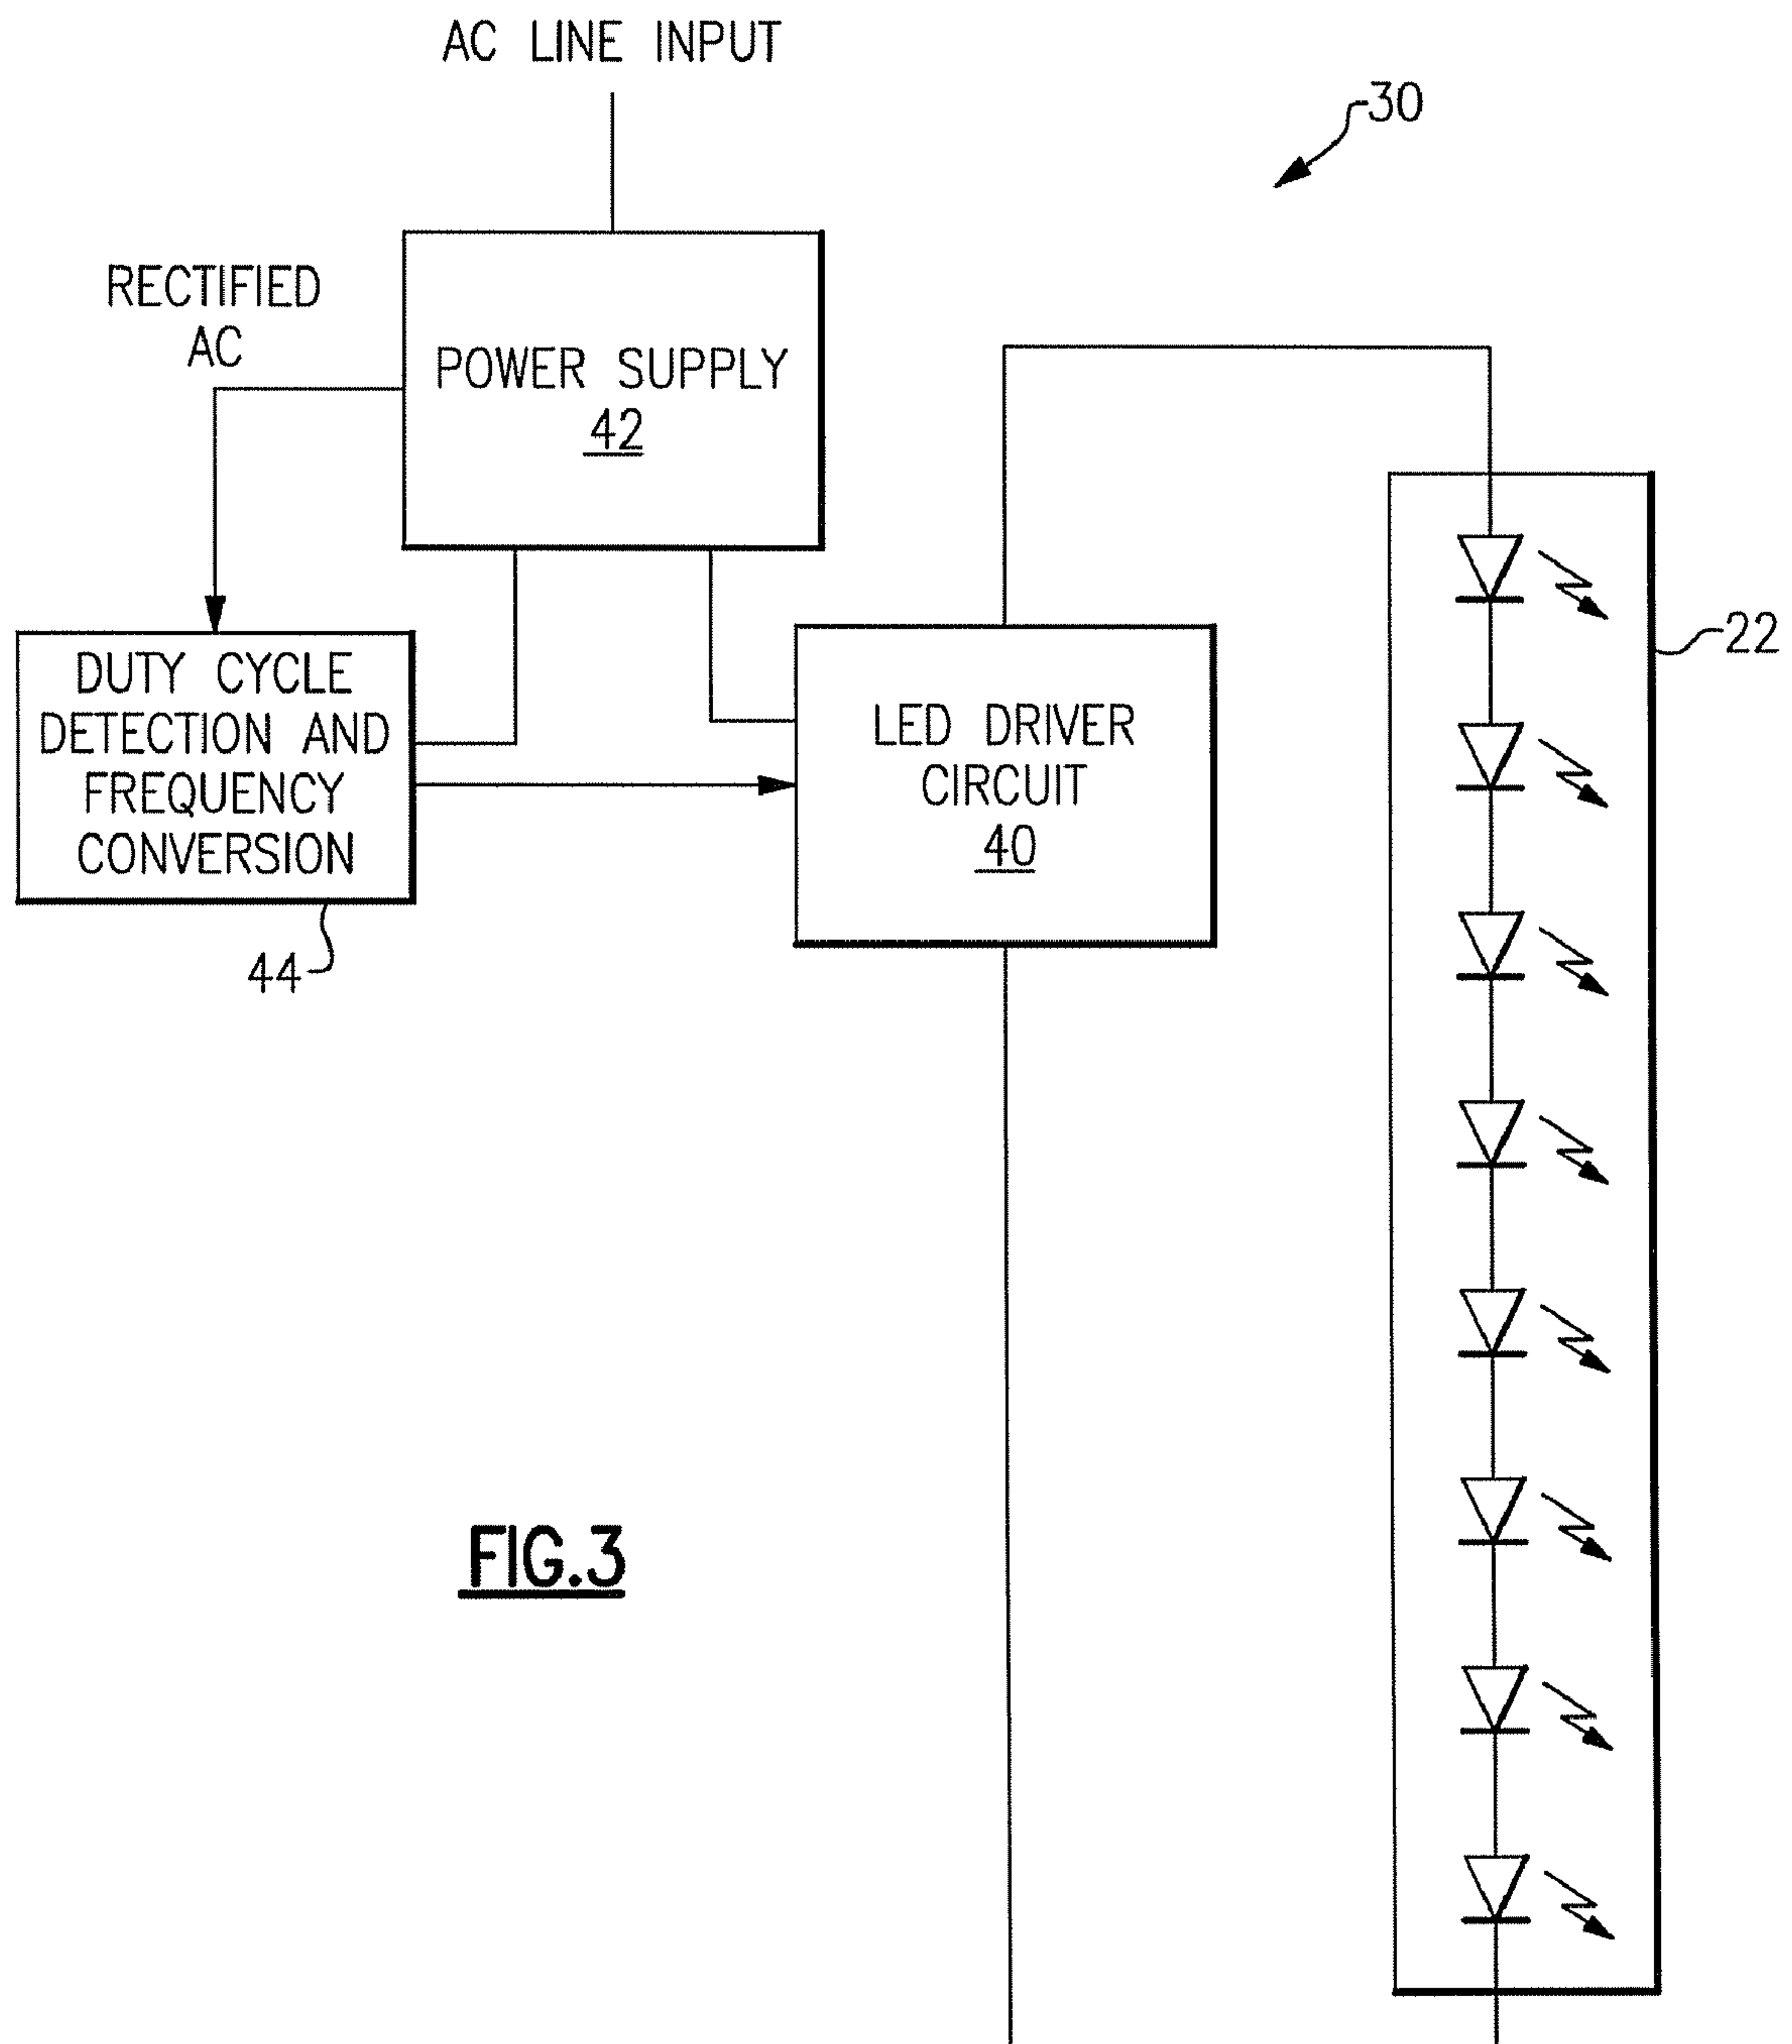 AC LINE INPUT
30
RECTIFIED
AC
POWER SUPPLY
42
DUTY CYCLE
DETECTION AND
FREQUENCY
CONVERSION
44
LED DRIVER
CIRCUIT
40
22
FIG.3